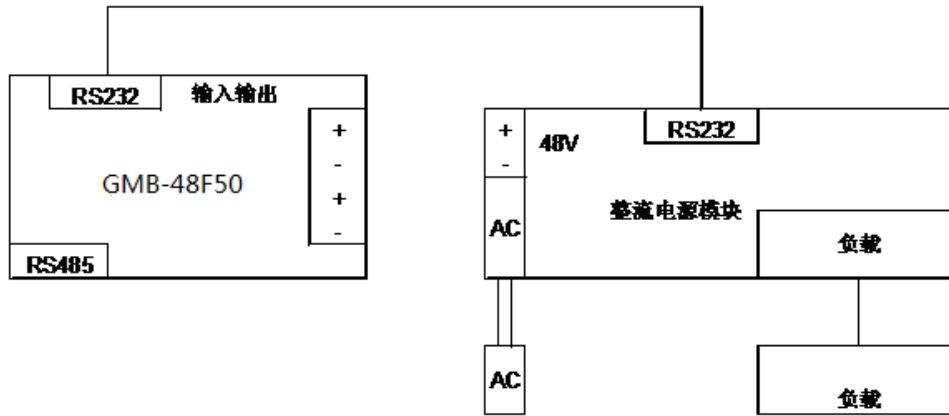 RS232
输入输出
+
-
+
-
GMB-48F50
RS485
+
-
48V
RS232
AC
整流电源模块
负载
AC
负载